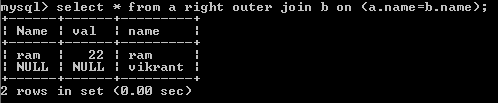 mysql> select * from a right outer join b on (a.name=b.name);
+------+------+---------+
| Name | val | name |
+------+------+---------+
| ram | 22 | ram |
| NULL | NULL | vikrant |
+------+------+---------+
2 rows in set (0.00 sec)